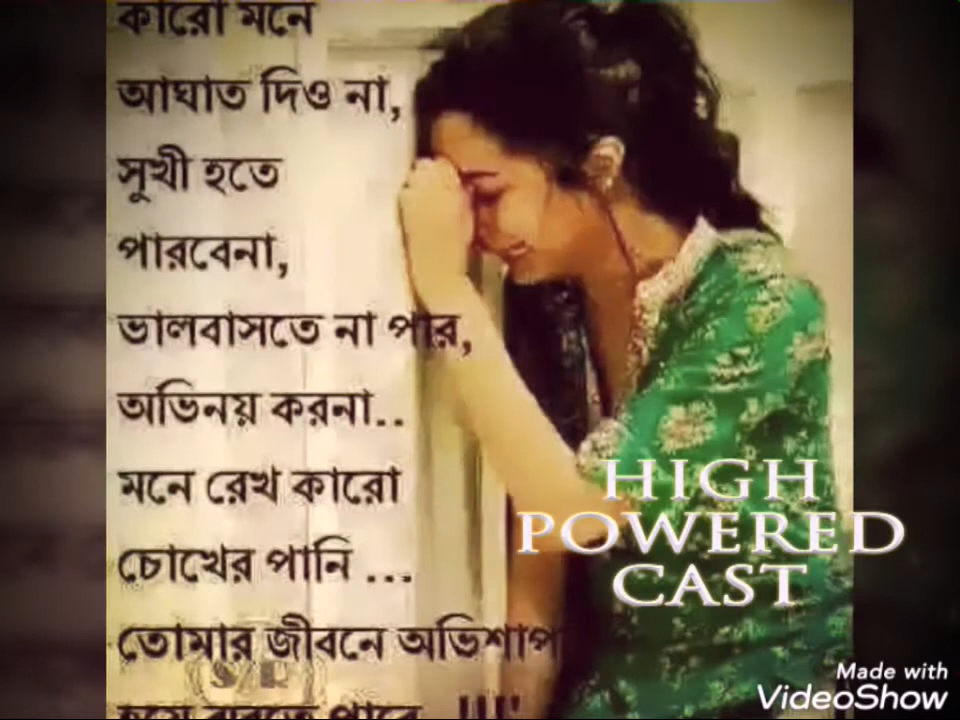 কারো মনে
আঘাত দিও না,
সুখী হতে
পারবেনা,
ভালবাসতে না পার,
অভিনয় করনা..
মনে রেখ কারো
চোখের পানি ...
তোমার জীবনে অভিশাপ
HIGH
POWERED
CAST
Made with
VideoShow